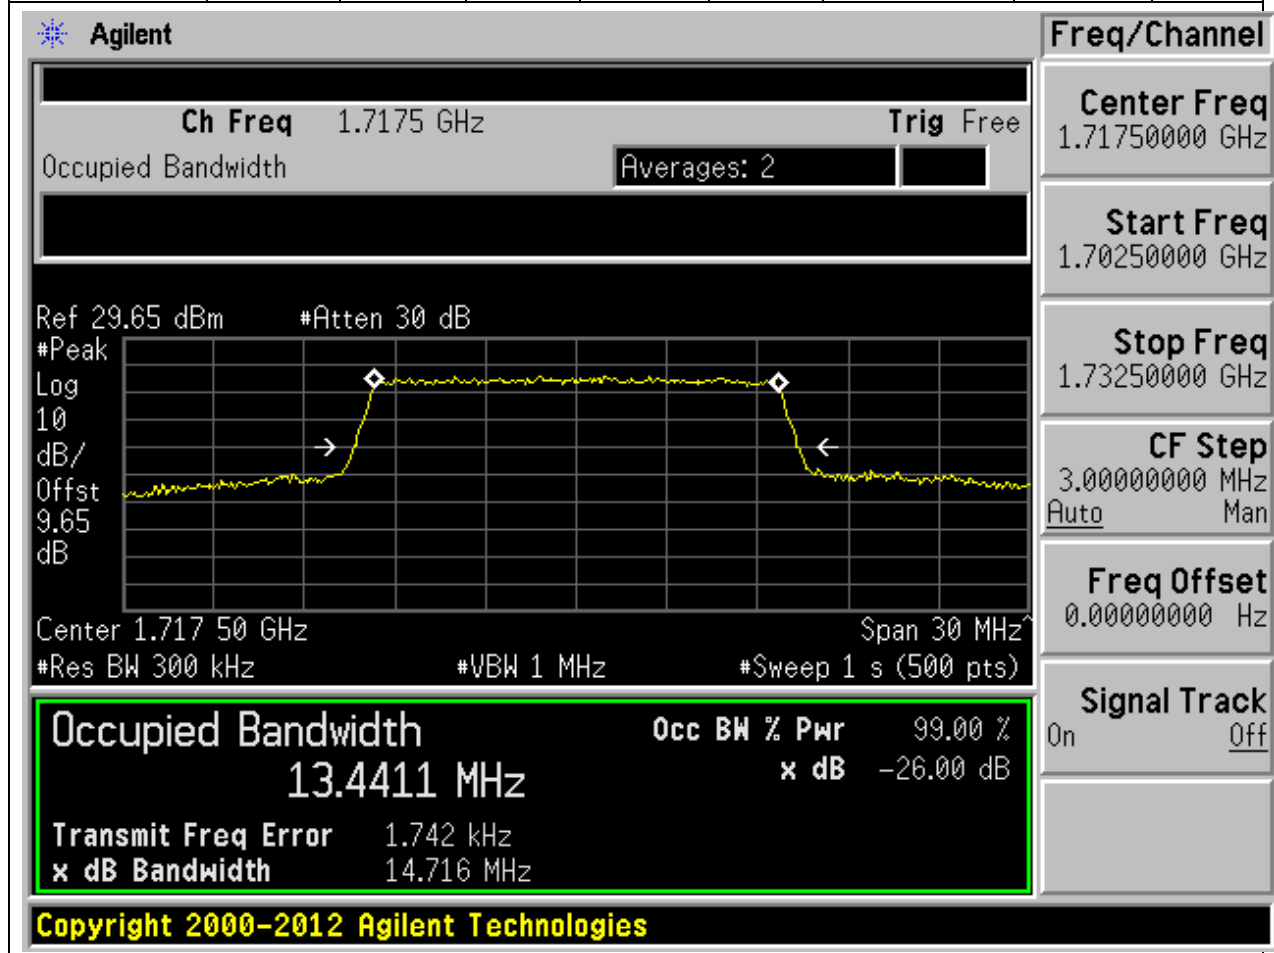 Agilent
Freq/Channel
Ch Freq 1.7175 GHz Trig Free
Occupied Bandwidth Averages: 2
Center Freq
1.71750000 GHz
Start Freq
1.70250000 GHz
Stop Freq
1.73250000 GHz
CF Step
3.00000000 MHz
Auto Man
Freq Offset
0.00000000 Hz
Signal Track
On Off
Ref 29.65 dBm #Atten 30 dB
#Peak
Log
10
dB/
Offst
9.65
dB
Center 1.717 50 GHz Span 30 MHz^
#Res BW 300 kHz #VBW 1 MHz #Sweep 1 s (500 pts)
Occupied Bandwidth Occ BW % Pwr 99.00 %
13.4411 MHz x dB -26.00 dB
Transmit Freq Error 1.742 kHz
x dB Bandwidth 14.716 MHz
Copyright 2000-2012 Agilent Technologies